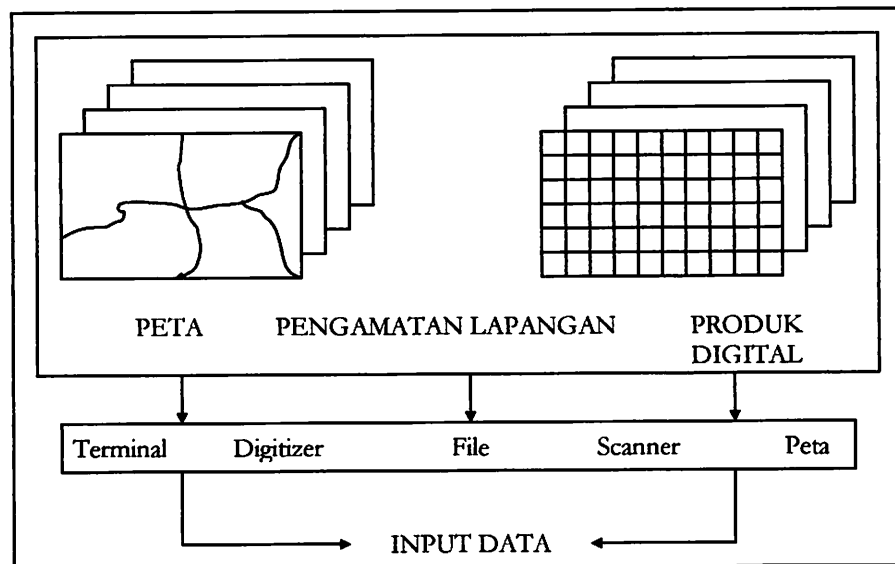 PETA PENGAMATAN LAPANGAN PRODUK
DIGITAL
Terminal Digitizer File Scanner Peta
INPUT DATA